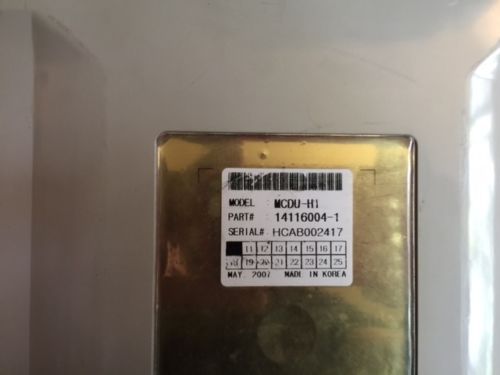 MODEL : MCDU-H1
PART# : 14116004-1
SERIAL# : HCAB002417
11 12 13 14 15 16 17
18 19 20 21 22 23 24 25
MAY. 2007 MADE IN KOREA